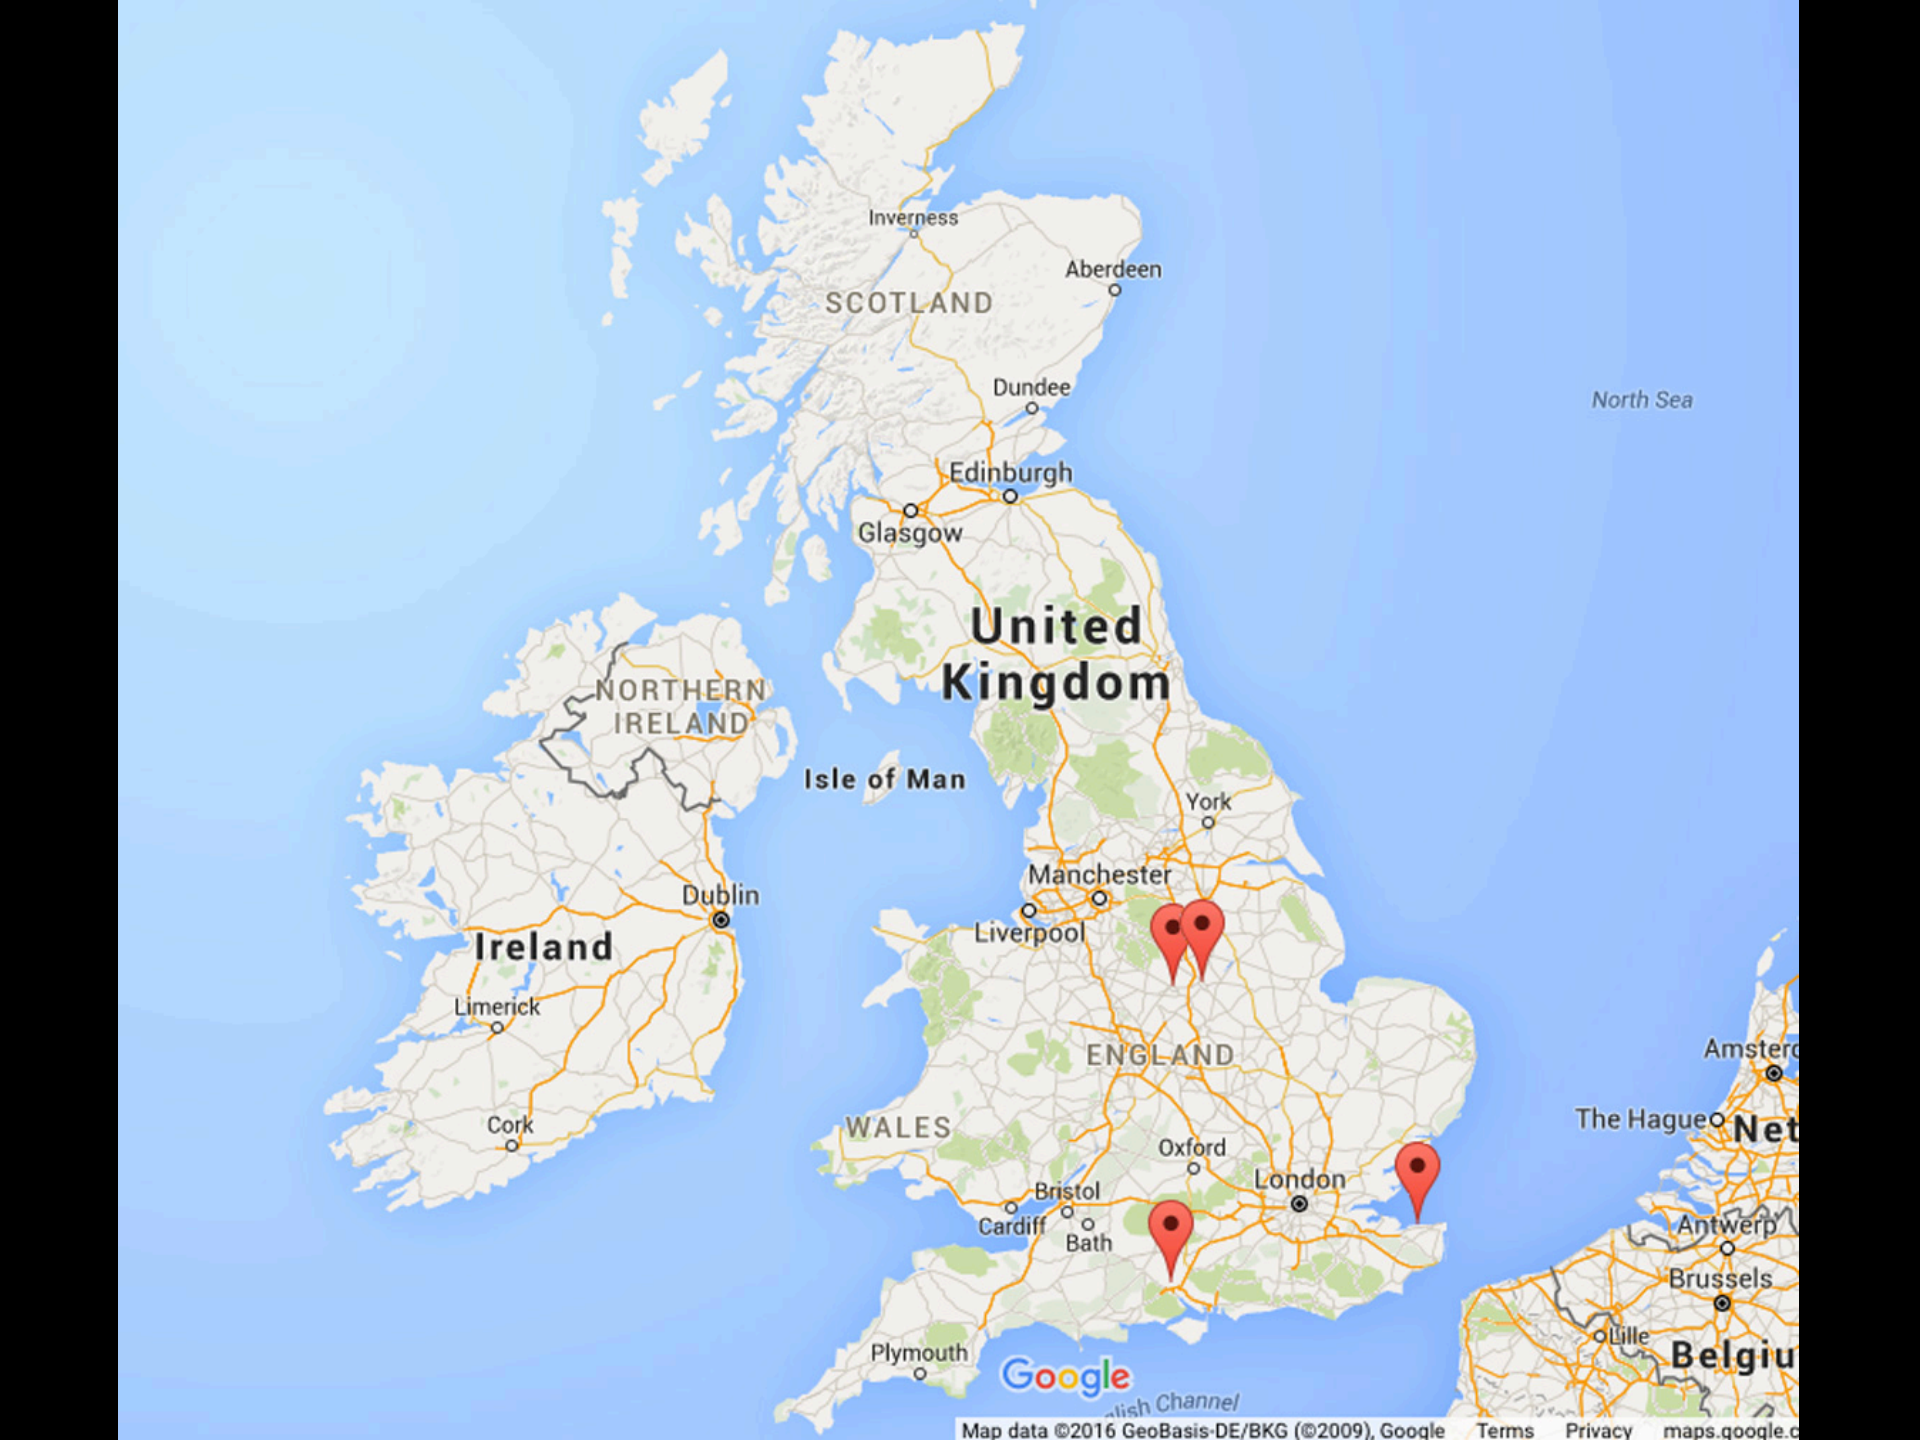 Inverness
Aberdeen
SCOTLAND
Dundee
North Sea
Edinburgh
Glasgow
United
Kingdom
NORTHERN
IRELAND
Isle of Man
York
Manchester
Dublin
Liverpool
Ireland
Limerick
ENGLAND
Amsterd
Cork
WALES
The Hague
Net
Oxford
London
Bristol
Cardiff
Bath
Antwerp
Brussels
Lille
Plymouth
Belgiu
Google
glish Channel
Map data ©2016 GeoBasis-DE/BKG (©2009), Google Terms Privacy maps.google.c